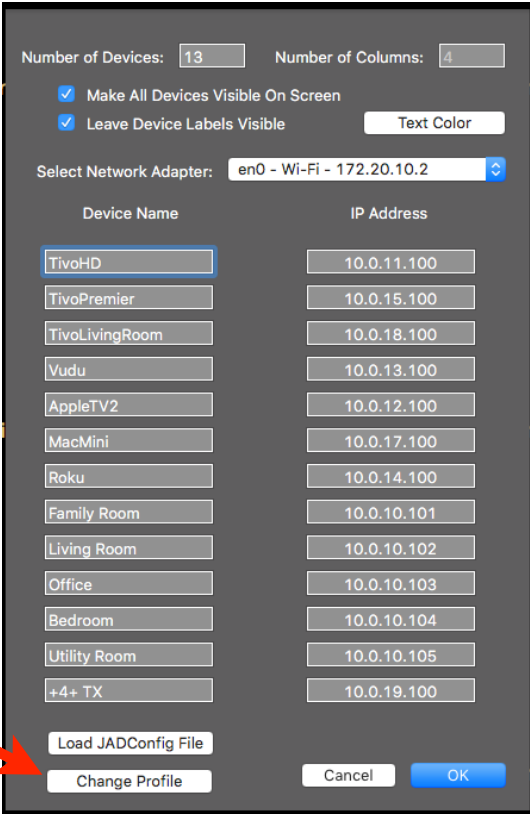 Number of Devices: 13 Number of Columns: 4
Make All Devices Visible On Screen
Leave Device Labels Visible Text Color
Select Network Adapter: en0 - Wi-Fi - 172.20.10.2
Device Name IP Address
TivoHD 10.0.11.100
TivoPremier 10.0.15.100
TivoLivingRoom 10.0.18.100
Vudu 10.0.13.100
AppleTV2 10.0.12.100
MacMini 10.0.17.100
Roku 10.0.14.100
Family Room 10.0.10.101
Living Room 10.0.10.102
Office 10.0.10.103
Bedroom 10.0.10.104
Utility Room 10.0.10.105
+4+ TX 10.0.19.100
Load JADConfig File
Change Profile Cancel OK